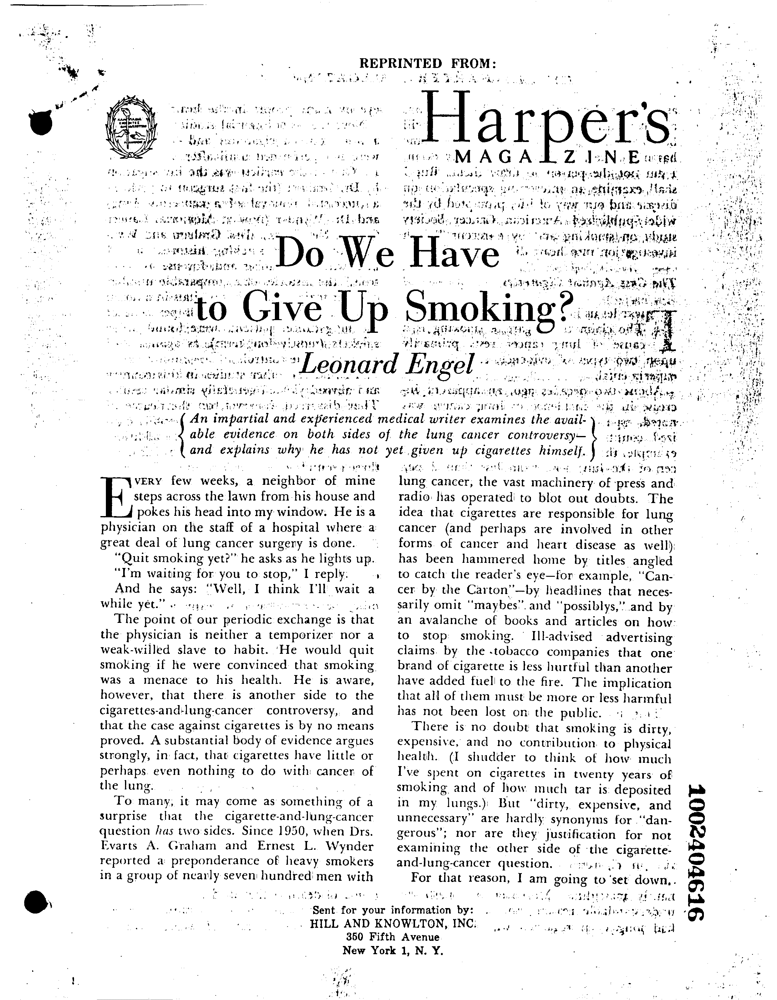 REPRINTED FROM:
Harper's
MAGAZINE
Do We Have
to Give Up Smoking?
Leonard Engel
An impartial and experienced medical writer examines the avail-
able evidence on both sides of the lung cancer controversy—
and explains why he has not yet given up cigarettes himself.
EVERY few weeks, a neighbor of mine
steps across the lawn from his house and
pokes his head into my window. He is a
physician on the staff of a hospital where a
great deal of lung cancer surgery is done.
"Quit smoking yet?" he asks as he lights up.
"I'm waiting for you to stop," I reply.
And he says: "Well, I think I'll wait a
while yet."
The point of our periodic exchange is that
the physician is neither a temporizer nor a
weak-willed slave to habit. He would quit
smoking if he were convinced that smoking
was a menace to his health. He is aware,
however, that there is another side to the
cigarettes-and-lung-cancer controversy, and
that the case against cigarettes is by no means
proved. A substantial body of evidence argues
strongly, in fact, that cigarettes have little or
perhaps even nothing to do with cancer of
the lung.
To many, it may come as something of a
surprise that the cigarette-and-lung-cancer
question has two sides. Since 1950, when Drs.
Evarts A. Graham and Ernest L. Wynder
reported a preponderance of heavy smokers
in a group of nearly seven hundred men with
lung cancer, the vast machinery of press and
radio has operated to blot out doubts. The
idea that cigarettes are responsible for lung
cancer (and perhaps are involved in other
forms of cancer and heart disease as well)
has been hammered home by titles angled
to catch the reader's eye—for example, "Can-
cer by the Carton"—by headlines that neces-
sarily omit "maybes" and "possiblys," and by
an avalanche of books and articles on how
to stop smoking. Ill-advised advertising
claims by the tobacco companies that one
brand of cigarette is less hurtful than another
have added fuel to the fire. The implication
that all of them must be more or less harmful
has not been lost on the public.
There is no doubt that smoking is dirty,
expensive, and no contribution to physical
health. (I shudder to think of how much
I've spent on cigarettes in twenty years of
smoking and of how much tar is deposited
in my lungs.) But "dirty, expensive, and
unnecessary" are hardly synonyms for "dan-
gerous"; nor are they justification for not
examining the other side of the cigarette-
and-lung-cancer question.
For that reason, I am going to set down,
1002404616
Sent for your information by:
HILL AND KNOWLTON, INC.
350 Fifth Avenue
New York 1, N. Y.